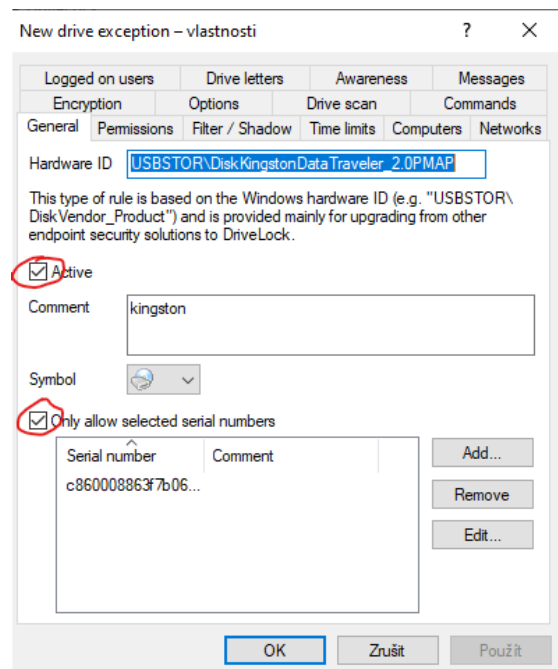 New drive exception – vlastnosti
Logged on users Drive letters Awareness Messages
Encryption Options Drive scan Commands
General Permissions Filter / Shadow Time limits Computers Networks
Hardware ID USBSTOR\DiskKingstonDataTraveler_2.0PMAP
This type of rule is based on the Windows hardware ID (e.g. "USBSTOR\
DiskVendor_Product") and is provided mainly for upgrading from other
endpoint security solutions to DriveLock.
Active
Comment kingston
Symbol
Only allow selected serial numbers
Serial number Comment Add...
c860008863f7b06...
Remove
Edit...
OK Zrušit Použít